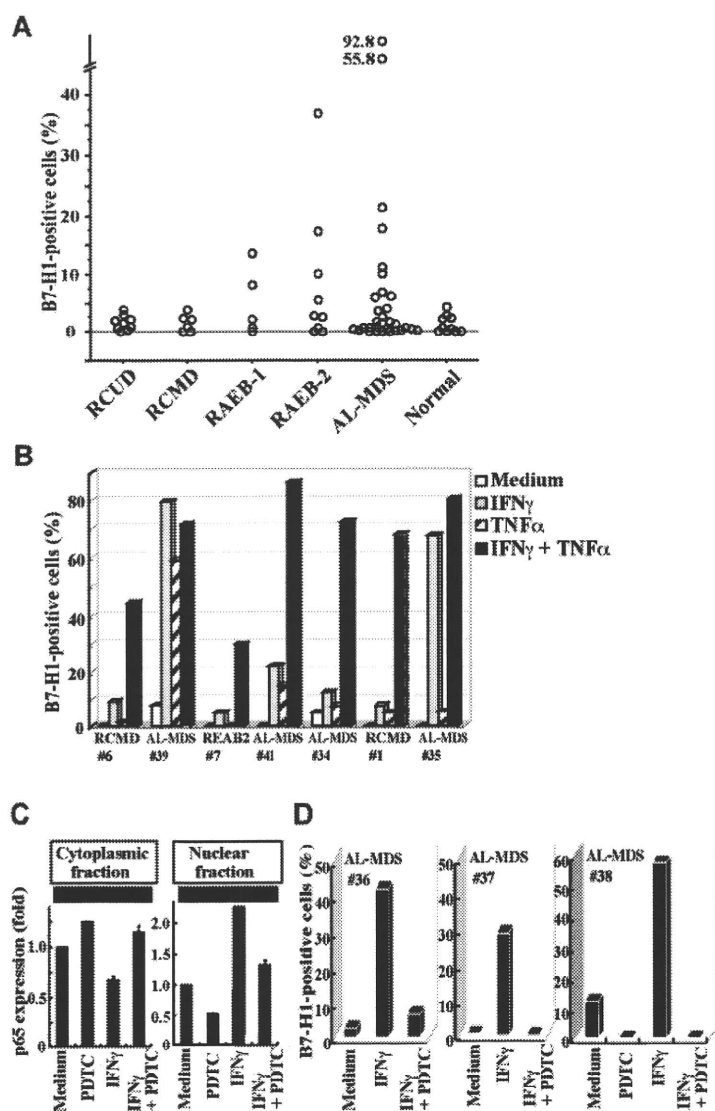 A
92.8
55.8
B7-H1-positive cells (%)
40
30
20
10
0
RCUD
RCMD
RAEB-1
RAEB-2
AL-MDS
Normal
B
B7-H1-positive cells (%)
80
60
40
20
0
Medium
IFNγ
TNFα
IFNγ + TNFα
RCMD AL-MDS REAB2 AL-MDS AL-MDS RCMD AL-MDS
#6 #39 #7 #41 #34 #1 #35
C
Cytoplasmic fraction
Nuclear fraction
p65 expression (fold)
1.0
0.5
0
2.0
1.5
1.0
0.5
0
Medium
PDTC
IFNγ
IFNγ + PDTC
Medium
PDTC
IFNγ
IFNγ + PDTC
D
B7-H1-positive cells (%)
AL-MDS
#36
50
40
30
20
10
0
Medium
IFNγ
IFNγ + PDTC
AL-MDS
#37
50
40
30
20
10
0
Medium
IFNγ
IFNγ + PDTC
AL-MDS
#38
60
50
40
30
20
10
0
Medium
PDTC
IFNγ
IFNγ + PDTC